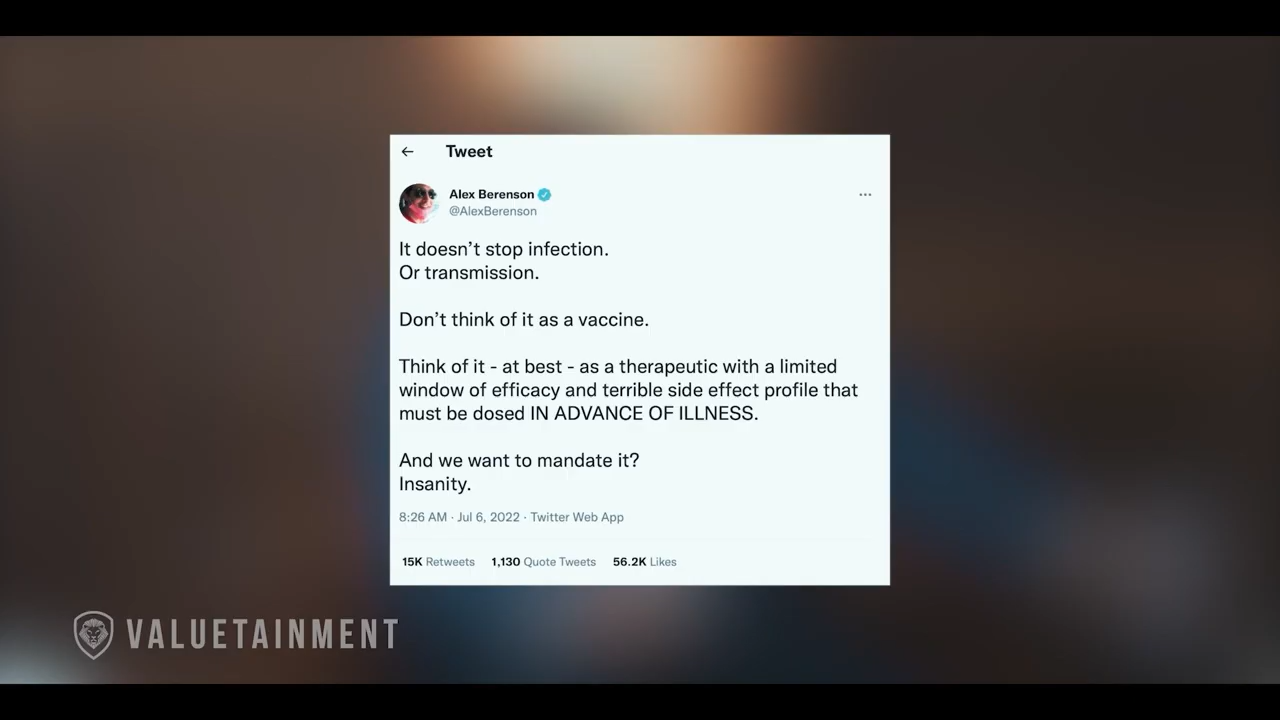 Tweet
Alex Berenson
@AlexBerenson
It doesn’t stop infection.
Or transmission.
Don’t think of it as a vaccine.
Think of it - at best - as a therapeutic with a limited
window of efficacy and terrible side effect profile that
must be dosed IN ADVANCE OF ILLNESS.
And we want to mandate it?
Insanity.
8:26 AM · Jul 6, 2022 · Twitter Web App
15K Retweets 1,130 Quote Tweets 56.2K Likes
VALUETAINMENT